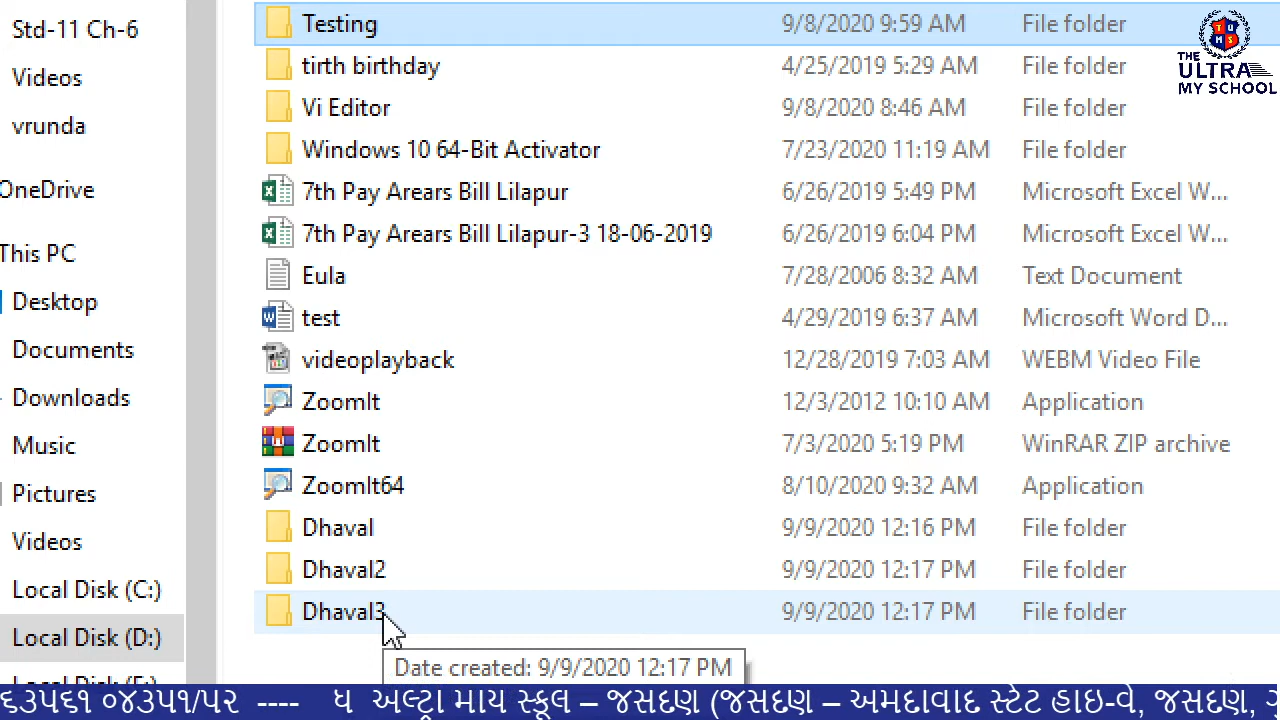 Std-11 Ch-6
Videos
vrunda
OneDrive
This PC
Desktop
Documents
Downloads
Music
Pictures
Videos
Local Disk (C:)
Local Disk (D:)
Testing 9/8/2020 9:59 AM File folder
tirth birthday 4/25/2019 5:29 AM File folder
Vi Editor 9/8/2020 8:46 AM File folder
Windows 10 64-Bit Activator 7/23/2020 11:19 AM File folder
7th Pay Arears Bill Lilapur 6/26/2019 5:49 PM Microsoft Excel W...
7th Pay Arears Bill Lilapur-3 18-06-2019 6/26/2019 6:04 PM Microsoft Excel W...
Eula 7/28/2006 8:32 AM Text Document
test 4/29/2019 6:37 AM Microsoft Word D...
videoplayback 12/28/2019 7:03 AM WEBM Video File
ZoomIt 12/3/2012 10:10 AM Application
ZoomIt 7/3/2020 5:19 PM WinRAR ZIP archive
ZoomIt64 8/10/2020 9:32 AM Application
Dhaval 9/9/2020 12:16 PM File folder
Dhaval2 9/9/2020 12:17 PM File folder
Dhaval3 9/9/2020 12:17 PM File folder
Date created: 9/9/2020 12:17 PM
TUMS
THE
ULTRA
MY SCHOOL
૬૩૫૬૧ ૦૪૩૫૧/૫૨ ---- ધ અલ્ટ્રા માય સ્કૂલ – જસદણ (જસદણ – અમદાવાદ સ્ટેટ હાઇ-વે, જસદણ,